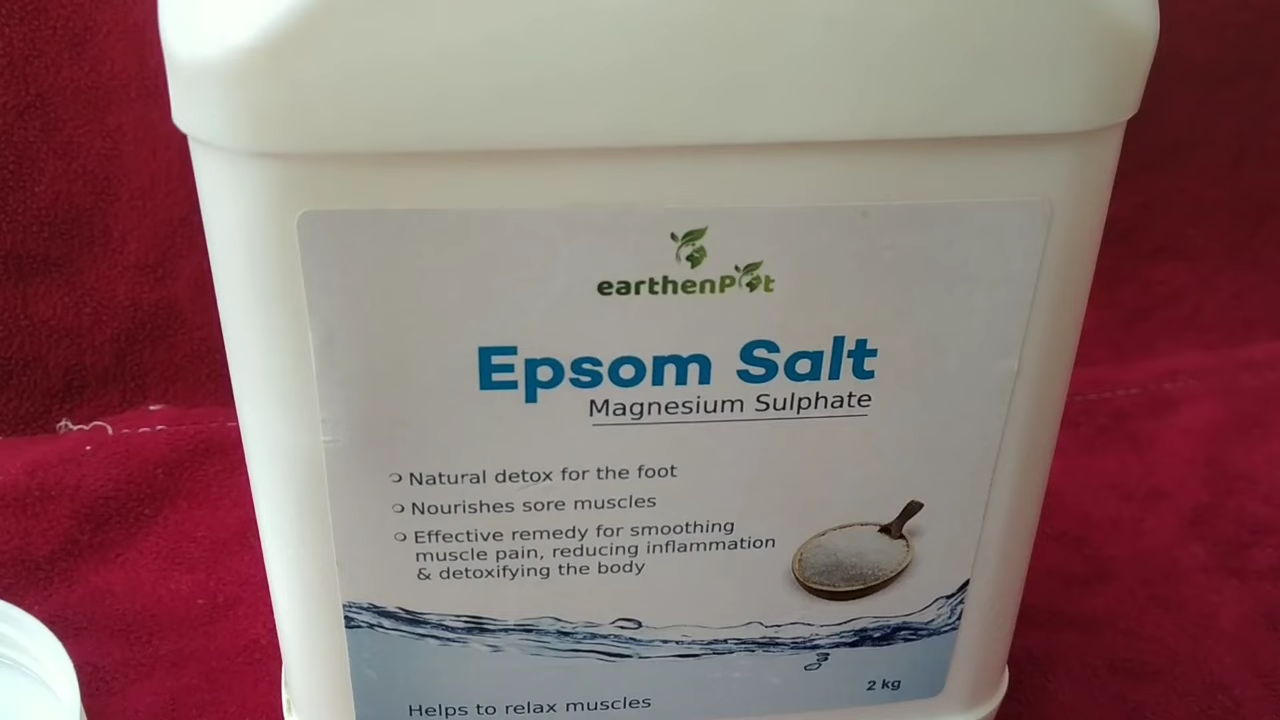 earthenPot
Epsom Salt
Magnesium Sulphate
Natural detox for the foot
Nourishes sore muscles
Effective remedy for smoothing
muscle pain, reducing inflammation
& detoxifying the body
2 kg
Helps to relax muscles